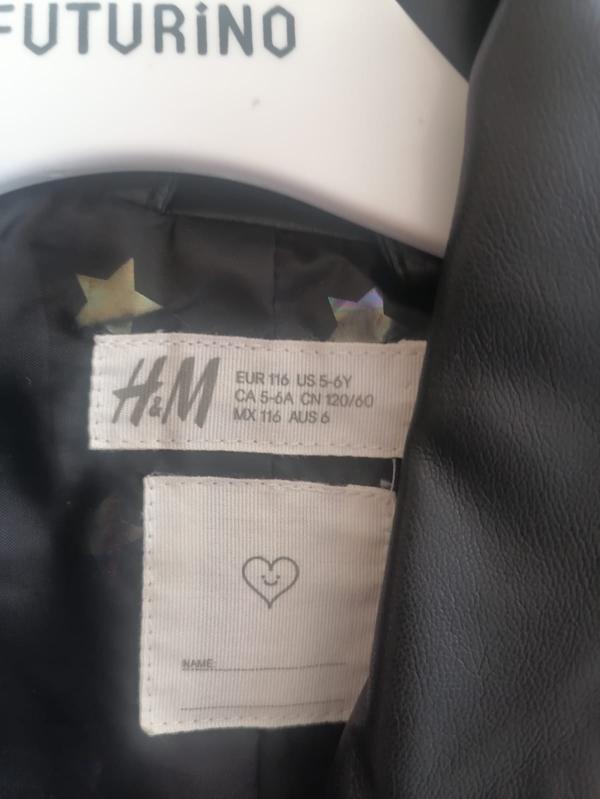 FUTURINO
H&M
EUR 116 US 5-6Y
CA 5-6A CN 120/60
MX 116 AUS 6
NAME: